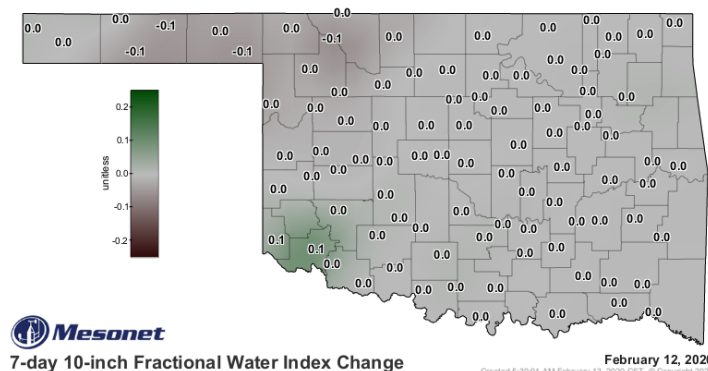 0.0
0.0 0.0 -0.1 0.0 0.0
-0.1 0.0
0.0 -0.1 0.0 0.0 0.0 0.0
-0.1 -0.1 0.0
0.0
0.0 0.0 0.0 0.0 0.0 0.0
0.2
0.0 0.0 0.0
0.0 0.0 0.0 0.0 0.0
0.0 0.0 0.0 0.0 0.0
0.0 0.0
0.1
0.0
0.0 0.0 0.0 0.0 0.0 0.0 0.0 0.0
unitless
0.0
0.0 0.0
0.0 0.0
0.0 0.0 0.0 0.0
-0.1
0.0 0.0
0.0 0.0 0.0 0.0 0.0
0.0 0.0
0.1 0.0 0.0
-0.2
0.1 0.0 0.0
0.0
0.0 0.0
0.0 0.0 0.0
0.0 0.0 0.0 0.0 0.0
0.0
0.0 0.0 0.0 0.0
Mesonet
7-day 10-inch Fractional Water Index Change
February 12, 2020